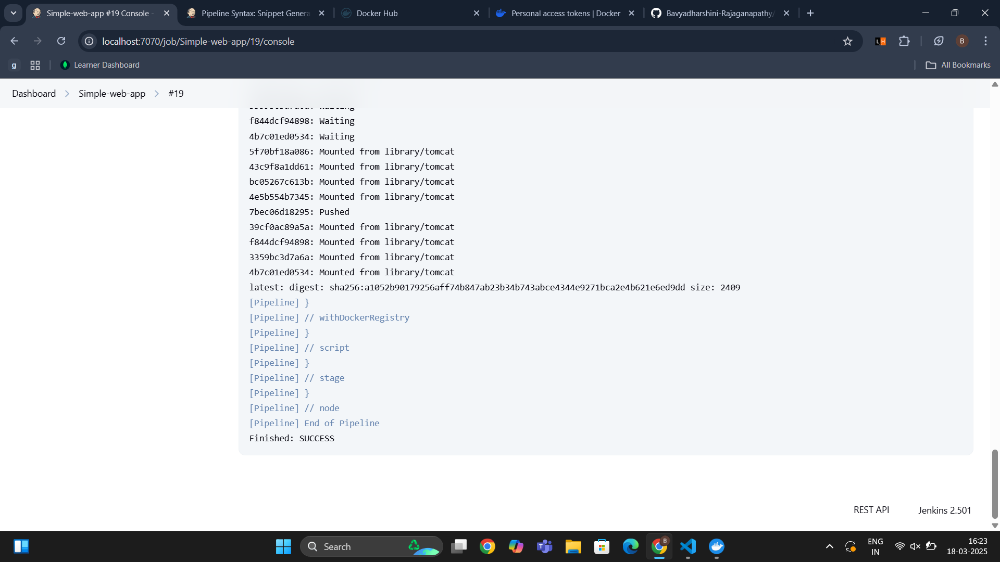 Simple-web-app #19 Console -
Pipeline Syntax: Snippet Genera
Docker Hub
Personal access tokens | Docker
Bavyadharshini-Rajaganapathy/
localhost:7070/job/Simple-web-app/19/console
LH
B
g
Learner Dashboard
All Bookmarks
Dashboard
Simple-web-app
#19
f844dcf94898: Waiting
4b7c01ed0534: Waiting
5f70bf18a086: Mounted from library/tomcat
43c9f8a1dd61: Mounted from library/tomcat
bc05267c613b: Mounted from library/tomcat
4e5b554b7345: Mounted from library/tomcat
7bec06d18295: Pushed
39cf0ac89a5a: Mounted from library/tomcat
f844dcf94898: Mounted from library/tomcat
3359bc3d7a6a: Mounted from library/tomcat
4b7c01ed0534: Mounted from library/tomcat
latest: digest: sha256:a1052b90179256aff74b847ab23b34b743abce4344e9271bca2e4b621e6ed9dd size: 2409
[Pipeline] }
[Pipeline] // withDockerRegistry
[Pipeline] }
[Pipeline] // script
[Pipeline] }
[Pipeline] // stage
[Pipeline] }
[Pipeline] // node
[Pipeline] End of Pipeline
Finished: SUCCESS
REST API
Jenkins 2.501
Search
B
ENG
IN
16:23
18-03-2025